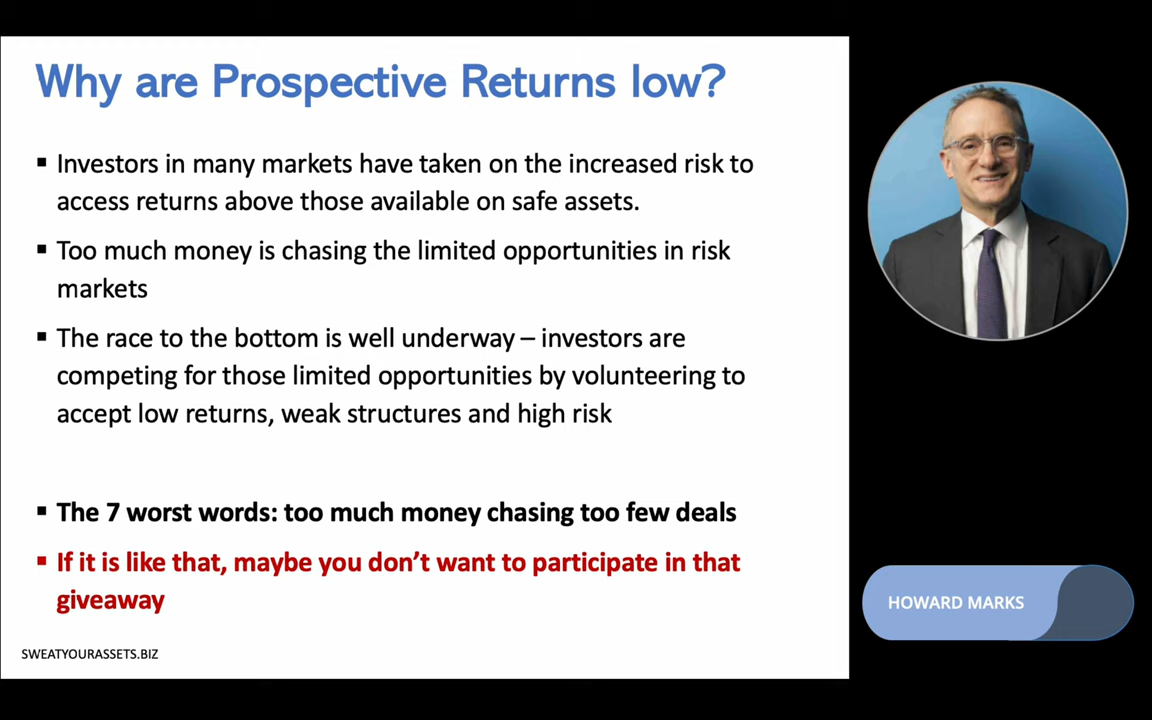 Why are Prospective Returns low?
▪ Investors in many markets have taken on the increased risk to
access returns above those available on safe assets.
▪ Too much money is chasing the limited opportunities in risk
markets
▪ The race to the bottom is well underway – investors are
competing for those limited opportunities by volunteering to
accept low returns, weak structures and high risk
▪ The 7 worst words: too much money chasing too few deals
▪ If it is like that, maybe you don’t want to participate in that
giveaway
SWEATYOURASSETS.BIZ
HOWARD MARKS